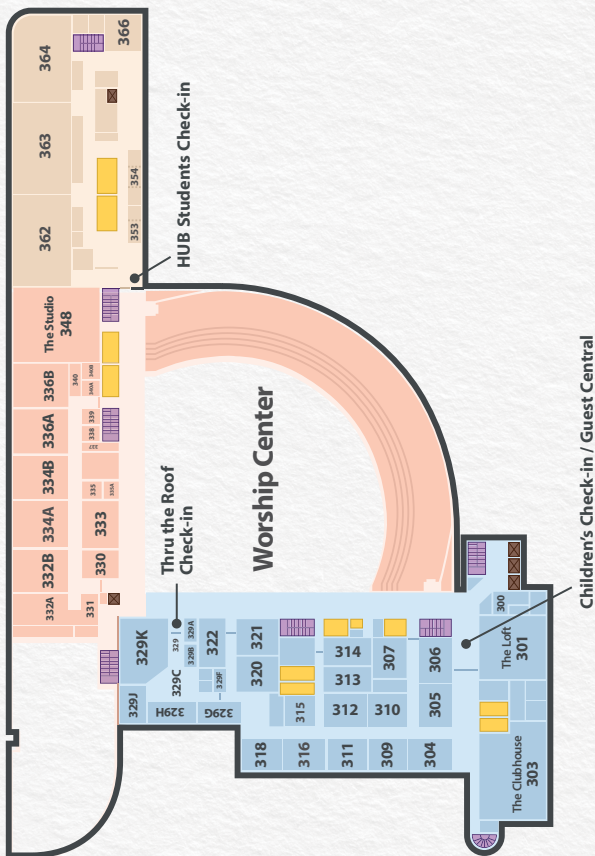 366
364
363
362
354
353
HUB Students Check-in
The Studio
348
336B
340
340B
340A
336A
339
338
337
334B
335
335A
334A
333
332B
330
332A
331
Thru the Roof
Check-in
Worship Center
Children's Check-in / Guest Central
329K
329
329A
329B
329C
329F
322
321
320
329J
329H
329G
314
313
307
306
315
312
310
305
318
316
311
309
304
300
The Loft
301
The Clubhouse
303